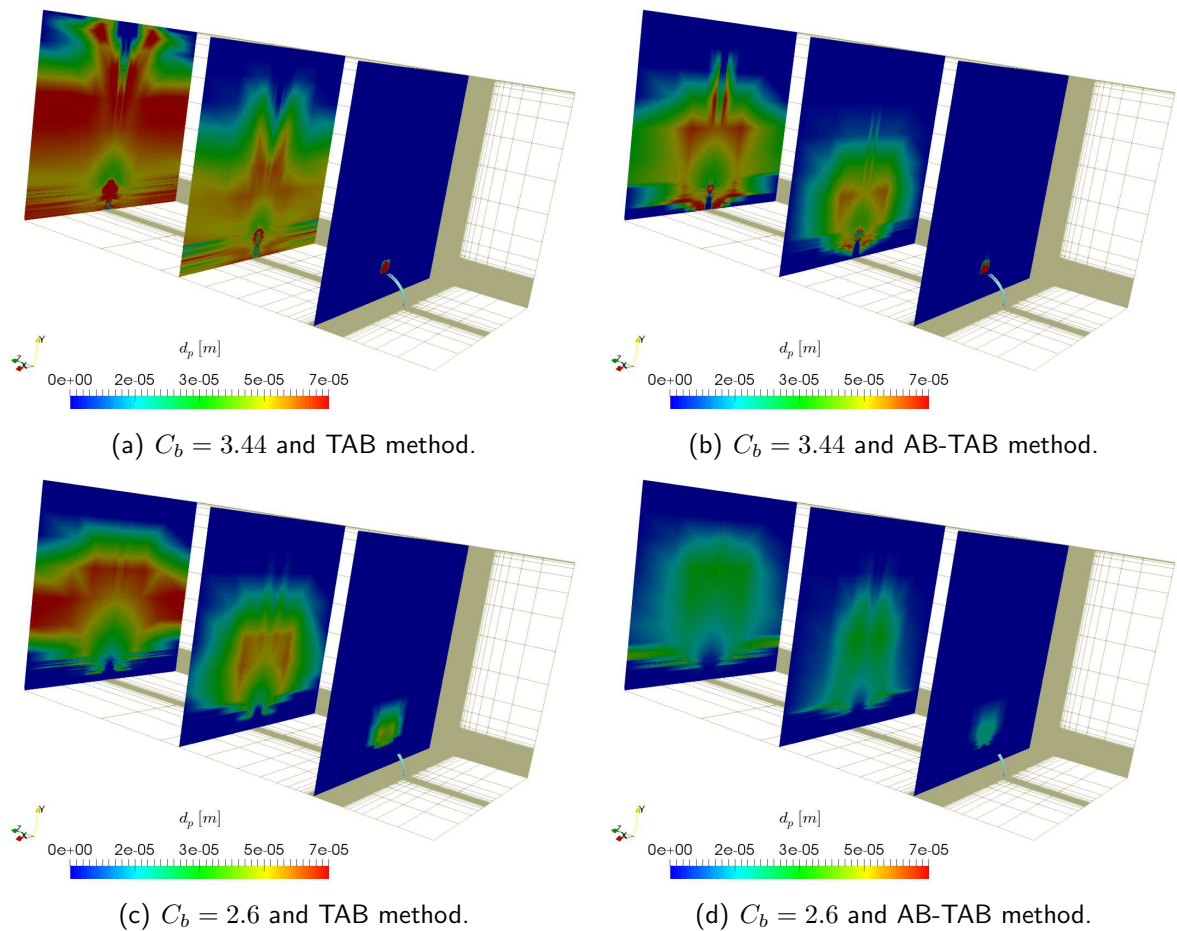 Y
Z
X
d_p [m]
0e+00 2e-05 3e-05 5e-05 7e-05
(a) C_b = 3.44 and TAB method.
Y
Z
X
d_p [m]
0e+00 2e-05 3e-05 5e-05 7e-05
(b) C_b = 3.44 and AB-TAB method.
Y
Z
X
d_p [m]
0e+00 2e-05 3e-05 5e-05 7e-05
(c) C_b = 2.6 and TAB method.
Y
Z
X
d_p [m]
0e+00 2e-05 3e-05 5e-05 7e-05
(d) C_b = 2.6 and AB-TAB method.